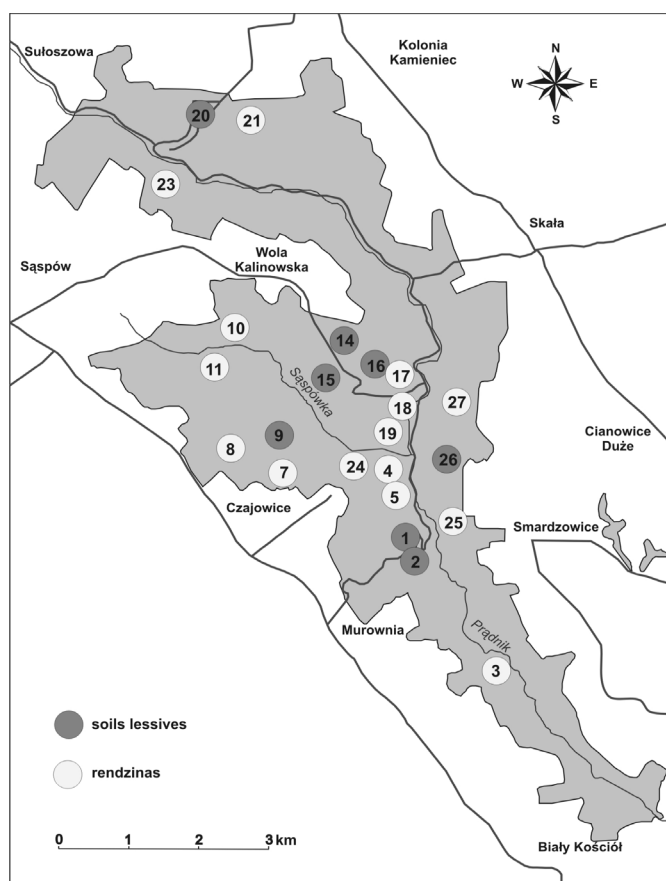 Sułoszowa
Kolonia
Kamieniec
N
W E
S
20
21
23
Skała
Wola
Kalinowska
Sąspów
10
14
16
11
15
17
Sąspówka
18
27
19
Cianowice
Duże
9
8
26
24
4
7
5
Czajowice
25
Smardzowice
1
2
Murownia
Prądnik
3
soils lessives
rendzinas
0 1 2 3 km
Biały Kościół